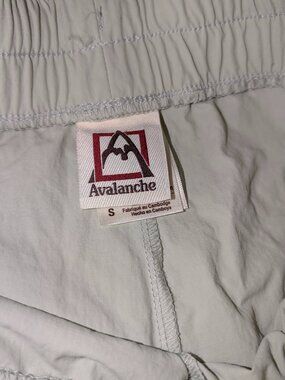 Avalanche
S
Fabriqué au Cambodge
Hecho en Camboya